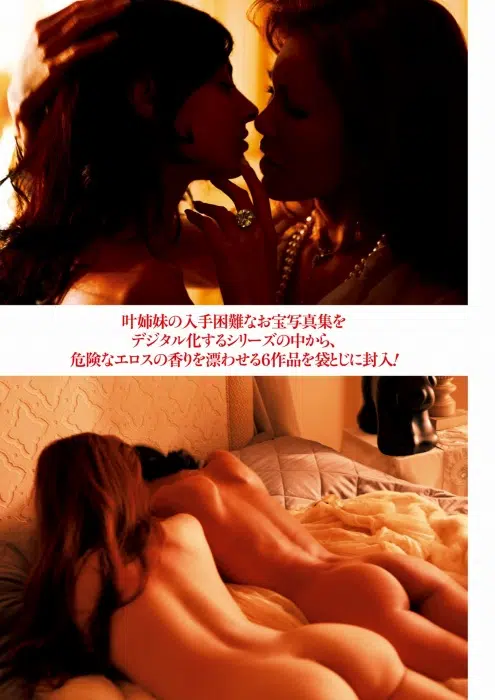 叶姉妹の入手困難なお宝写真集を
デジタル化するシリーズの中から、
危険なエロスの香りを漂わせる6作品を袋とじに封入！